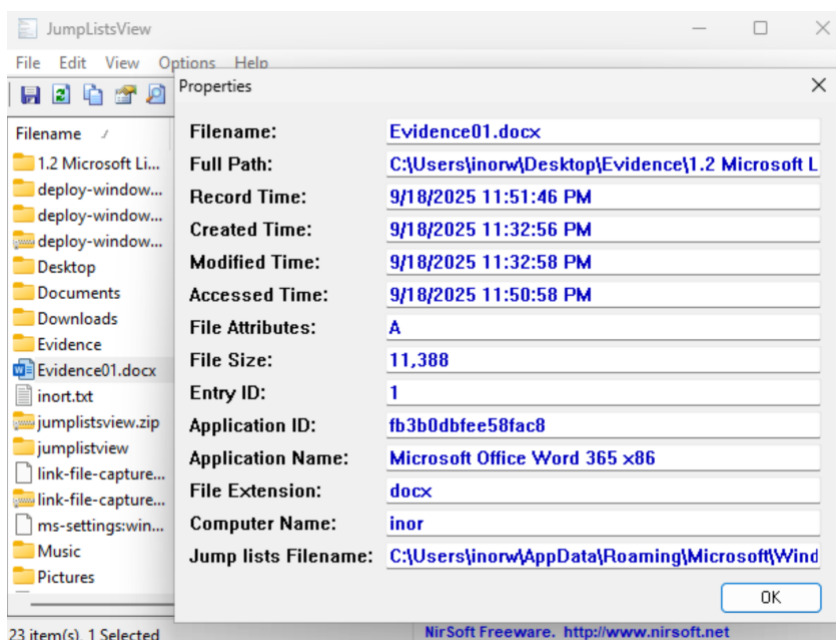 JumpListsView
File Edit View Options Help
Properties
Filename
1.2 Microsoft Li...
deploy-window...
deploy-window...
deploy-window...
Desktop
Documents
Downloads
Evidence
Evidence01.docx
inort.txt
jumplistsview.zip
jumplistview
link-file-capture...
link-file-capture...
ms-settings:win...
Music
Pictures
Filename: Evidence01.docx
Full Path: C:\Users\inorw\Desktop\Evidence\1.2 Microsoft L
Record Time: 9/18/2025 11:51:46 PM
Created Time: 9/18/2025 11:32:56 PM
Modified Time: 9/18/2025 11:32:58 PM
Accessed Time: 9/18/2025 11:50:58 PM
File Attributes: A
File Size: 11,388
Entry ID: 1
Application ID: fb3b0dbfee58fac8
Application Name: Microsoft Office Word 365 x86
File Extension: docx
Computer Name: inor
Jump lists Filename: C:\Users\inorw\AppData\Roaming\Microsoft\Wind
OK
23 item(s), 1 Selected
NirSoft Freeware. http://www.nirsoft.net